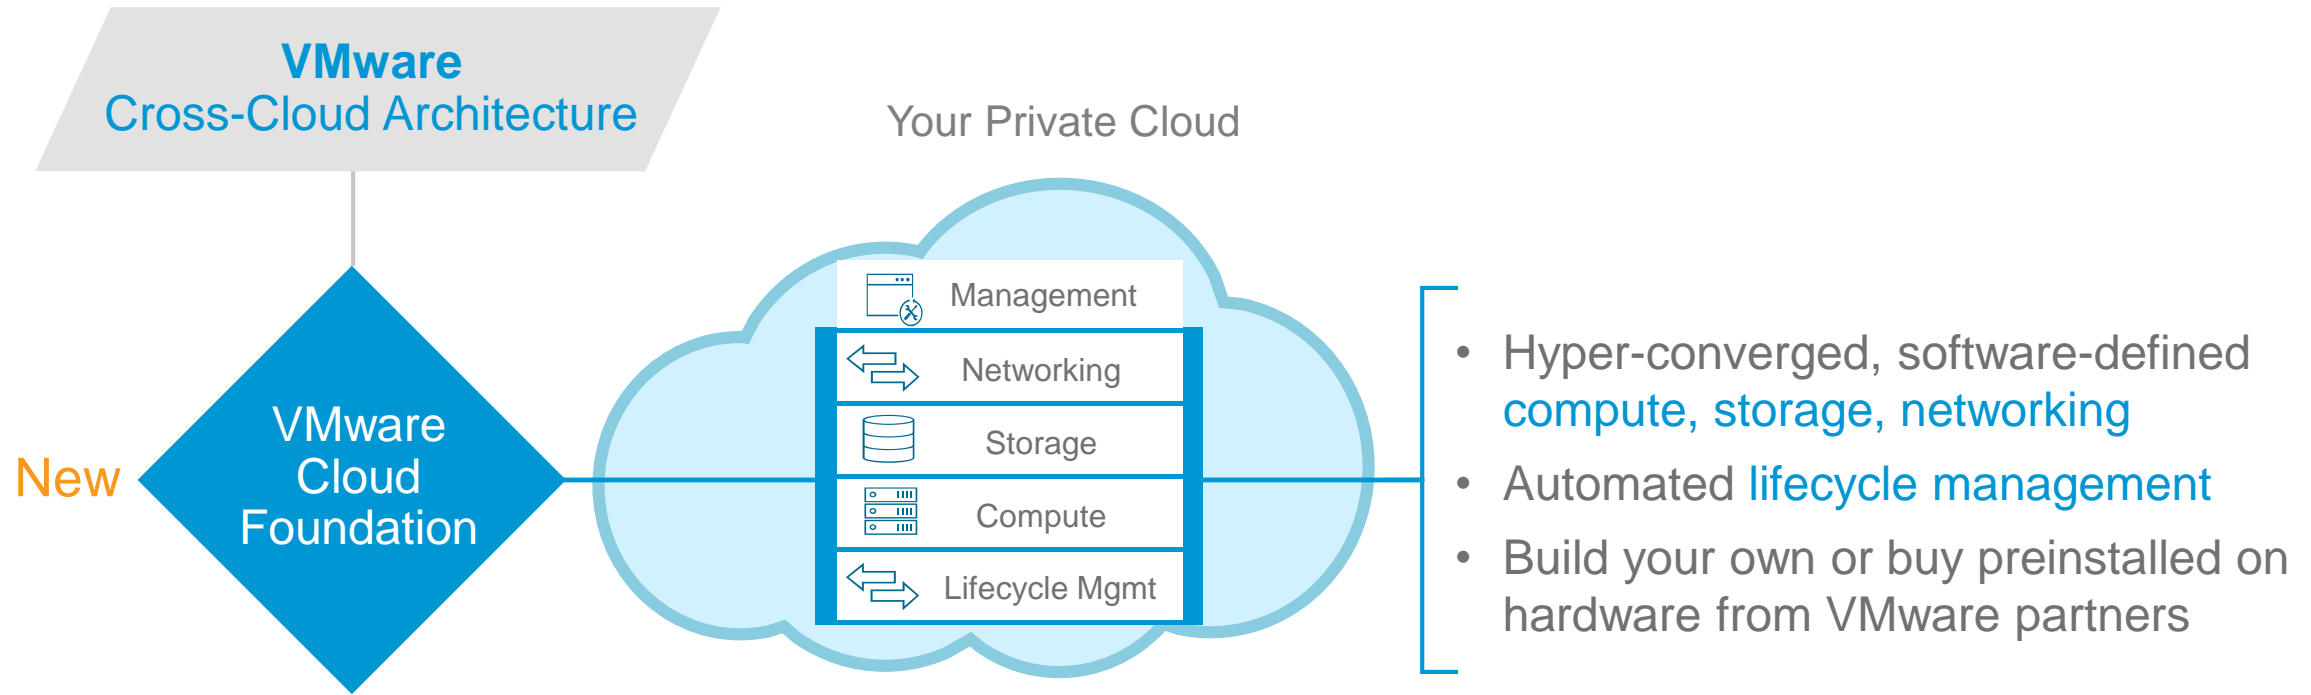 VMware
Cross-Cloud Architecture
Your Private Cloud
New
VMware
Cloud
Foundation
Management
Networking
Storage
Compute
Lifecycle Mgmt
• Hyper-converged, software-defined
compute, storage, networking
• Automated lifecycle management
• Build your own or buy preinstalled on
hardware from VMware partners